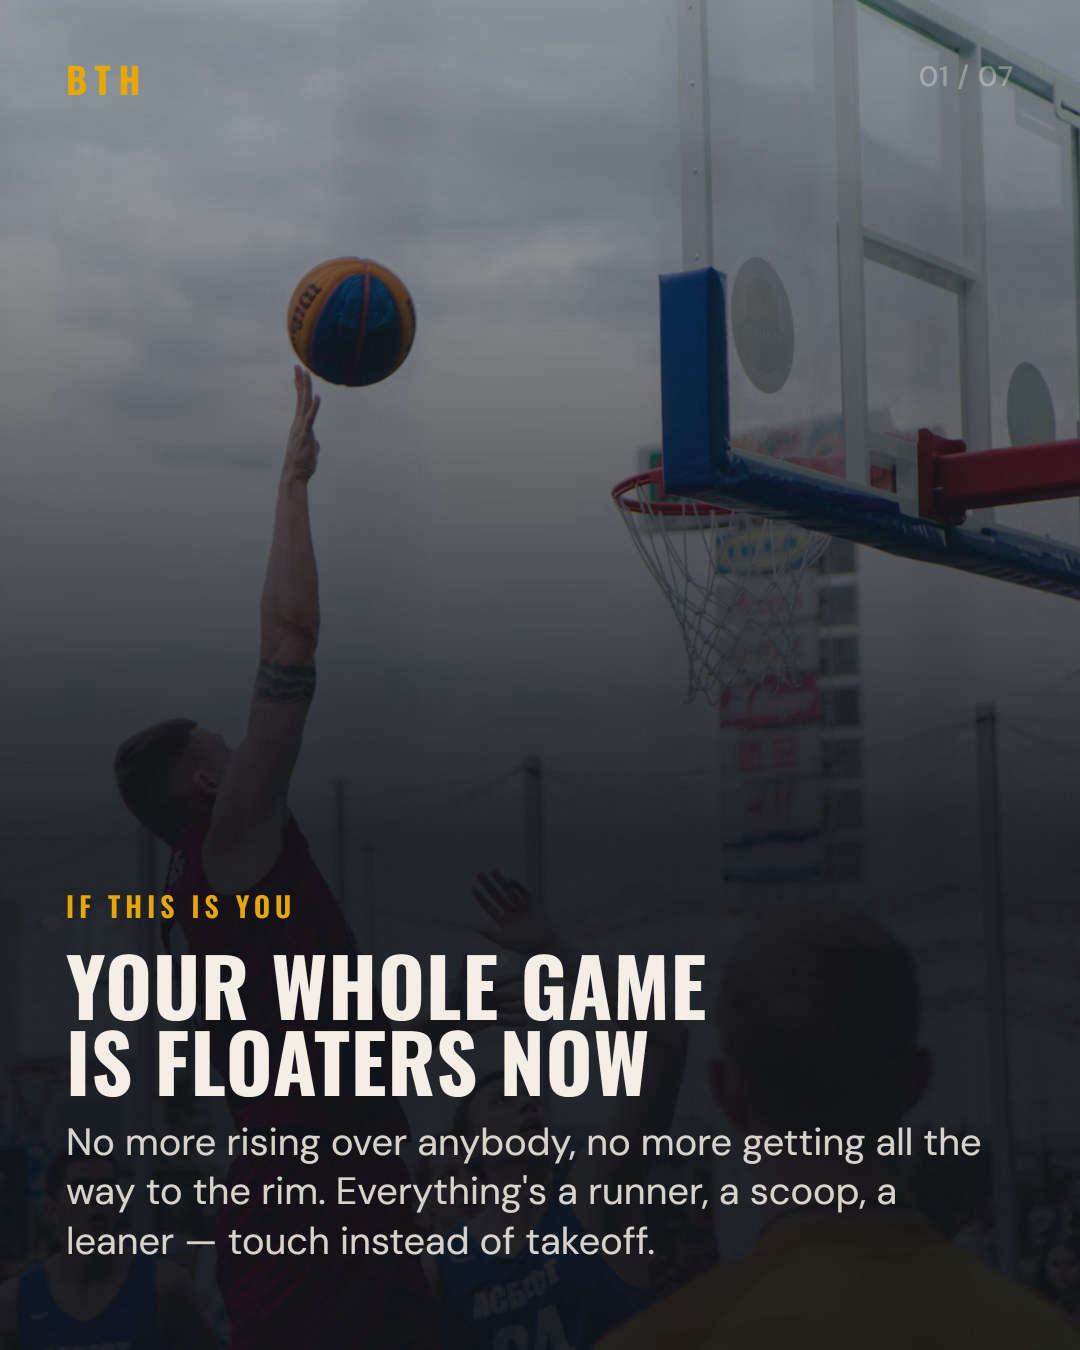 BTH
01 / 07
IF THIS IS YOU
YOUR WHOLE GAME
IS FLOATERS NOW
No more rising over anybody, no more getting all the
way to the rim. Everything's a runner, a scoop, a
leaner — touch instead of takeoff.